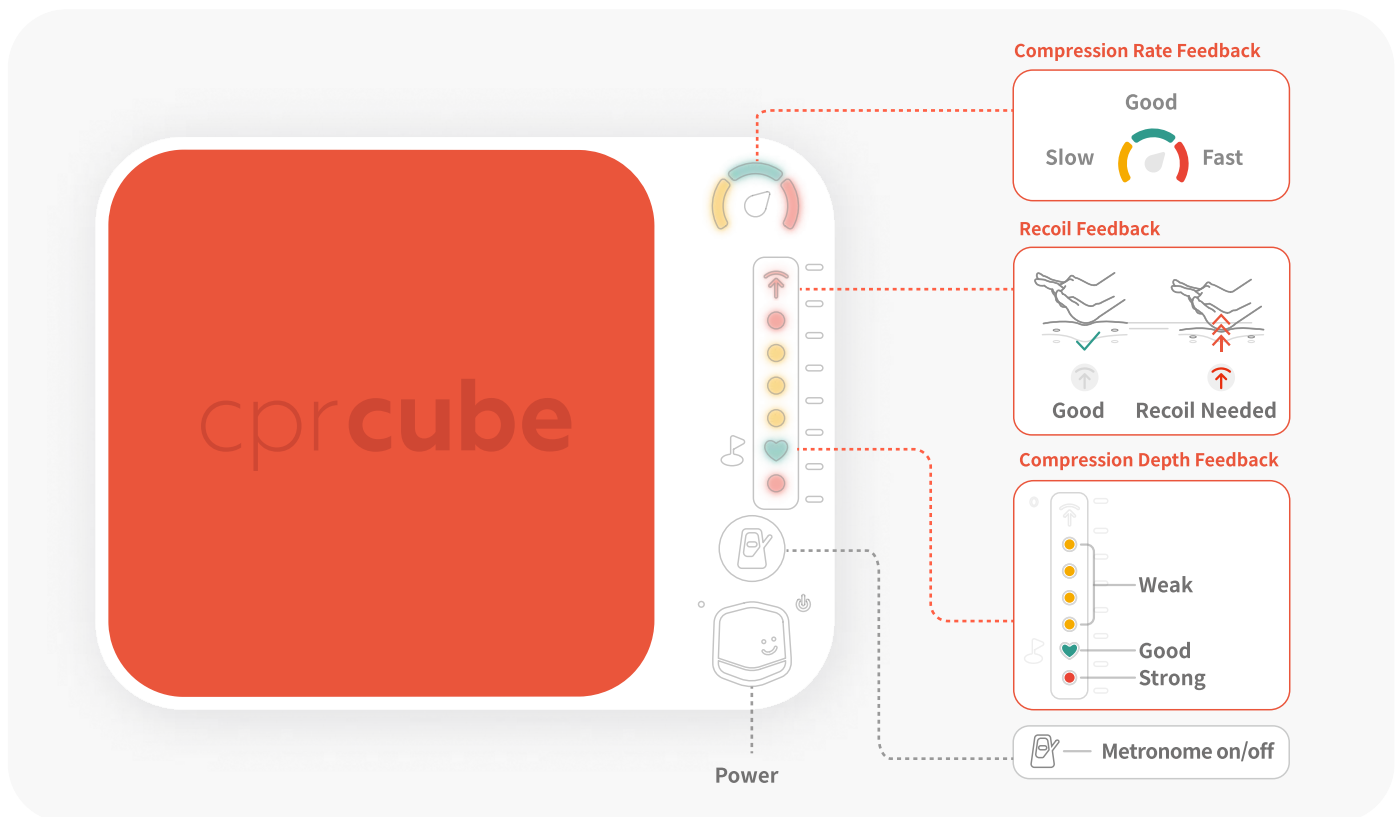 Compression Rate Feedback
Good
Slow
Fast
Recoil Feedback
Good
Recoil Needed
cprcube
Compression Depth Feedback
Weak
Good
Strong
Metronome on/off
Power